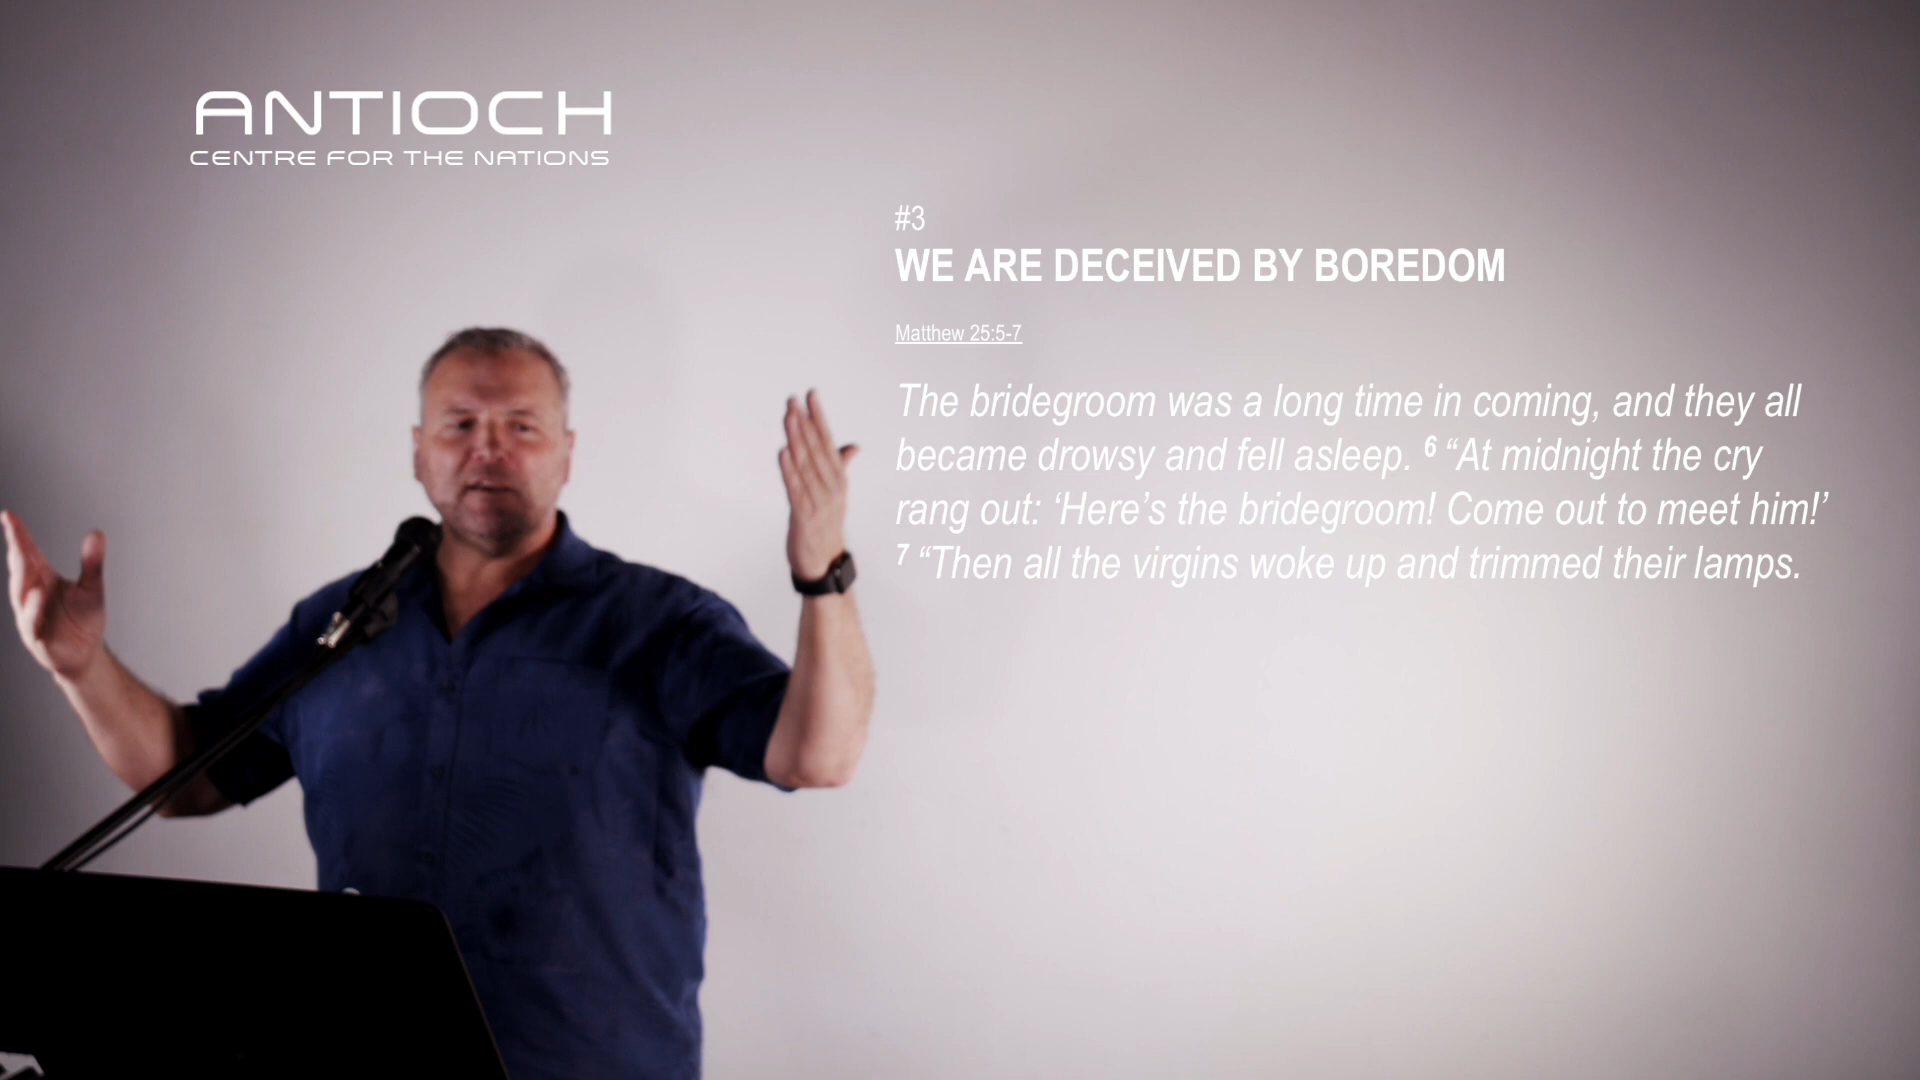 ANTIOCH
CENTRE FOR THE NATIONS
#3
WE ARE DECEIVED BY BOREDOM
Matthew 25:5-7
The bridegroom was a long time in coming, and they all
became drowsy and fell asleep. ⁶ “At midnight the cry
rang out: ‘Here’s the bridegroom! Come out to meet him!’
⁷ “Then all the virgins woke up and trimmed their lamps.